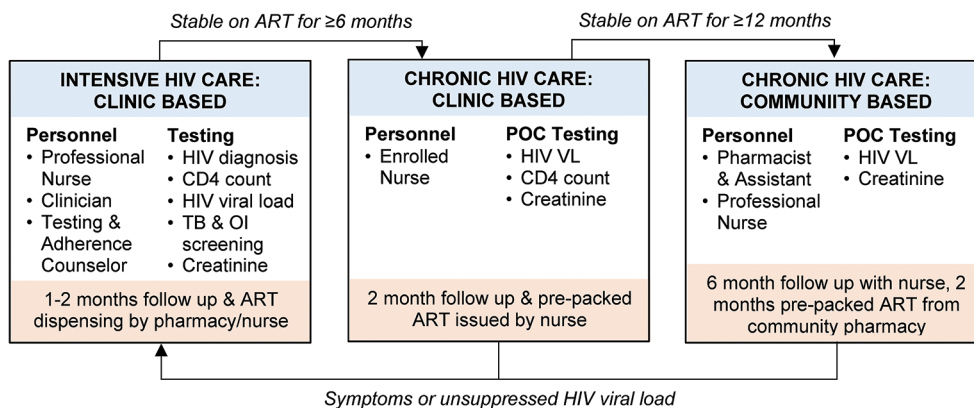 Stable on ART for ≥6 months
Stable on ART for ≥12 months
INTENSIVE HIV CARE:
CLINIC BASED
Personnel
• Professional
Nurse
• Clinician
• Testing &
Adherence
Counselor
Testing
• HIV diagnosis
• CD4 count
• HIV viral load
• TB & OI
screening
• Creatinine
1-2 months follow up & ART
dispensing by pharmacy/nurse
CHRONIC HIV CARE:
CLINIC BASED
Personnel
• Enrolled
Nurse
POC Testing
• HIV VL
• CD4 count
• Creatinine
2 month follow up & pre-packed
ART issued by nurse
CHRONIC HIV CARE:
COMMUNIITY BASED
Personnel
• Pharmacist
& Assistant
• Professional
Nurse
POC Testing
• HIV VL
• Creatinine
6 month follow up with nurse, 2
months pre-packed ART from
community pharmacy
Symptoms or unsuppressed HIV viral load